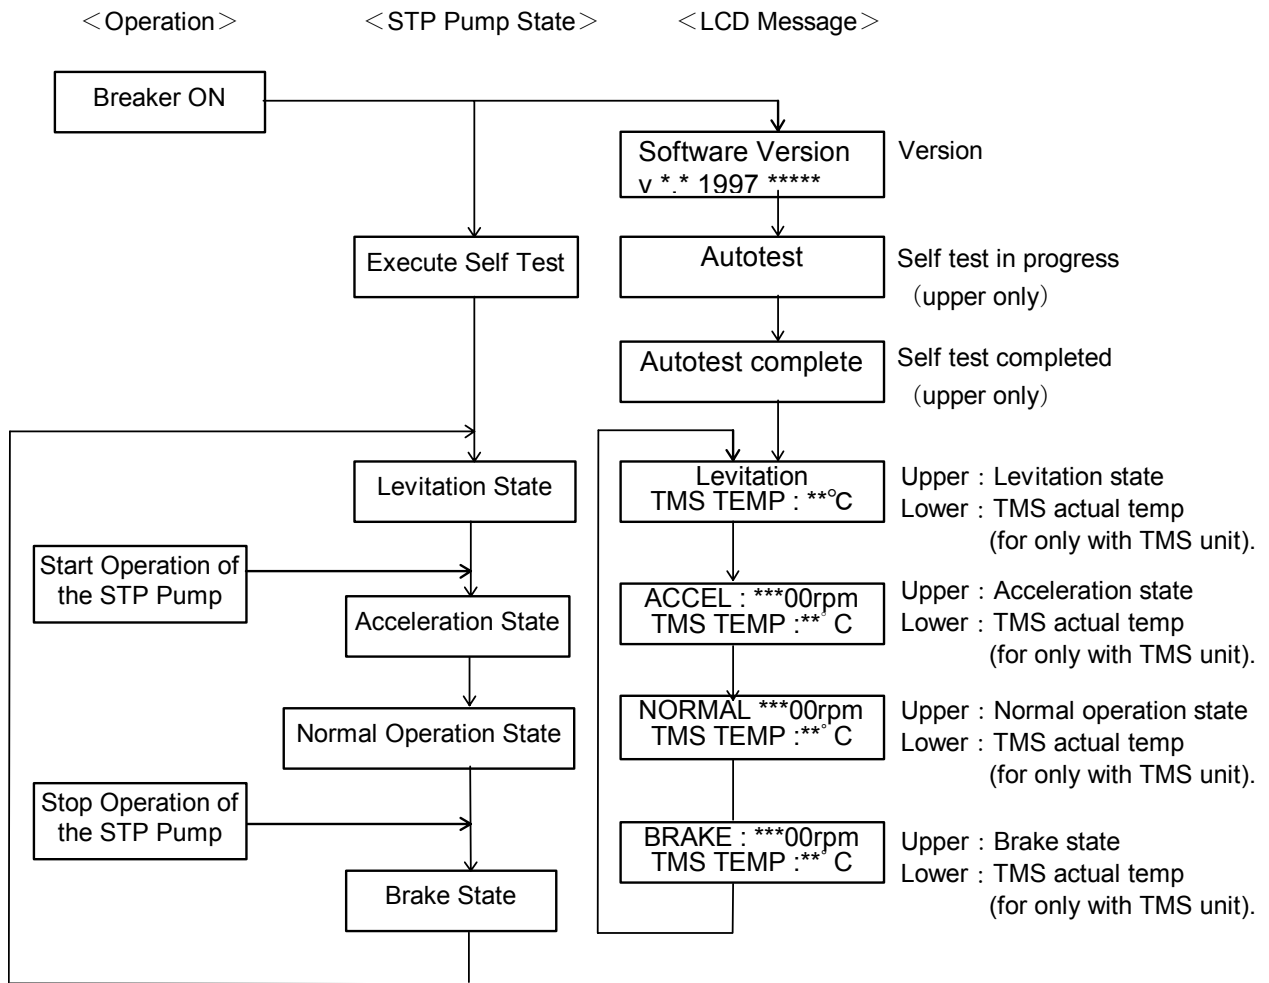 ＜Operation＞ ＜STP Pump State＞ ＜LCD Message＞
Breaker ON
Software Version
v *.* 1997 *****
Version
Execute Self Test
Autotest
Self test in progress
（upper only）
Autotest complete
Self test completed
（upper only）
Levitation State
Levitation
TMS TEMP : **°C
Upper：Levitation state
Lower：TMS actual temp
(for only with TMS unit).
Start Operation of
the STP Pump
Acceleration State
ACCEL : ***00rpm
TMS TEMP :**° C
Upper：Acceleration state
Lower：TMS actual temp
(for only with TMS unit).
Normal Operation State
NORMAL ***00rpm
TMS TEMP :**° C
Upper：Normal operation state
Lower：TMS actual temp
(for only with TMS unit).
Stop Operation of
the STP Pump
Brake State
BRAKE : ***00rpm
TMS TEMP :**° C
Upper：Brake state
Lower：TMS actual temp
(for only with TMS unit).